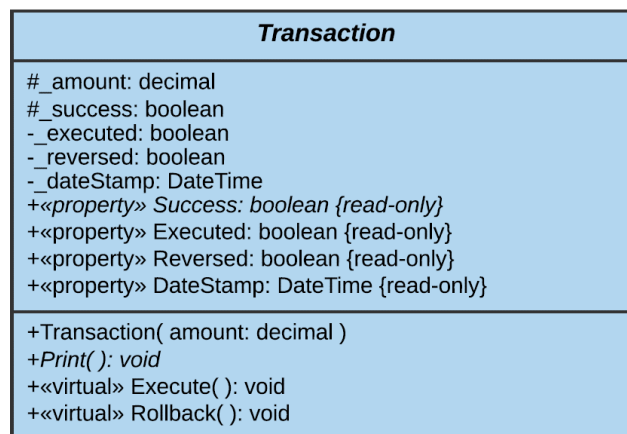 Transaction
#_amount: decimal
#_success: boolean
-_executed: boolean
-_reversed: boolean
-_dateStamp: DateTime
+«property» Success: boolean {read-only}
+«property» Executed: boolean {read-only}
+«property» Reversed: boolean {read-only}
+«property» DateStamp: DateTime {read-only}
+Transaction( amount: decimal )
+Print( ): void
+«virtual» Execute( ): void
+«virtual» Rollback( ): void